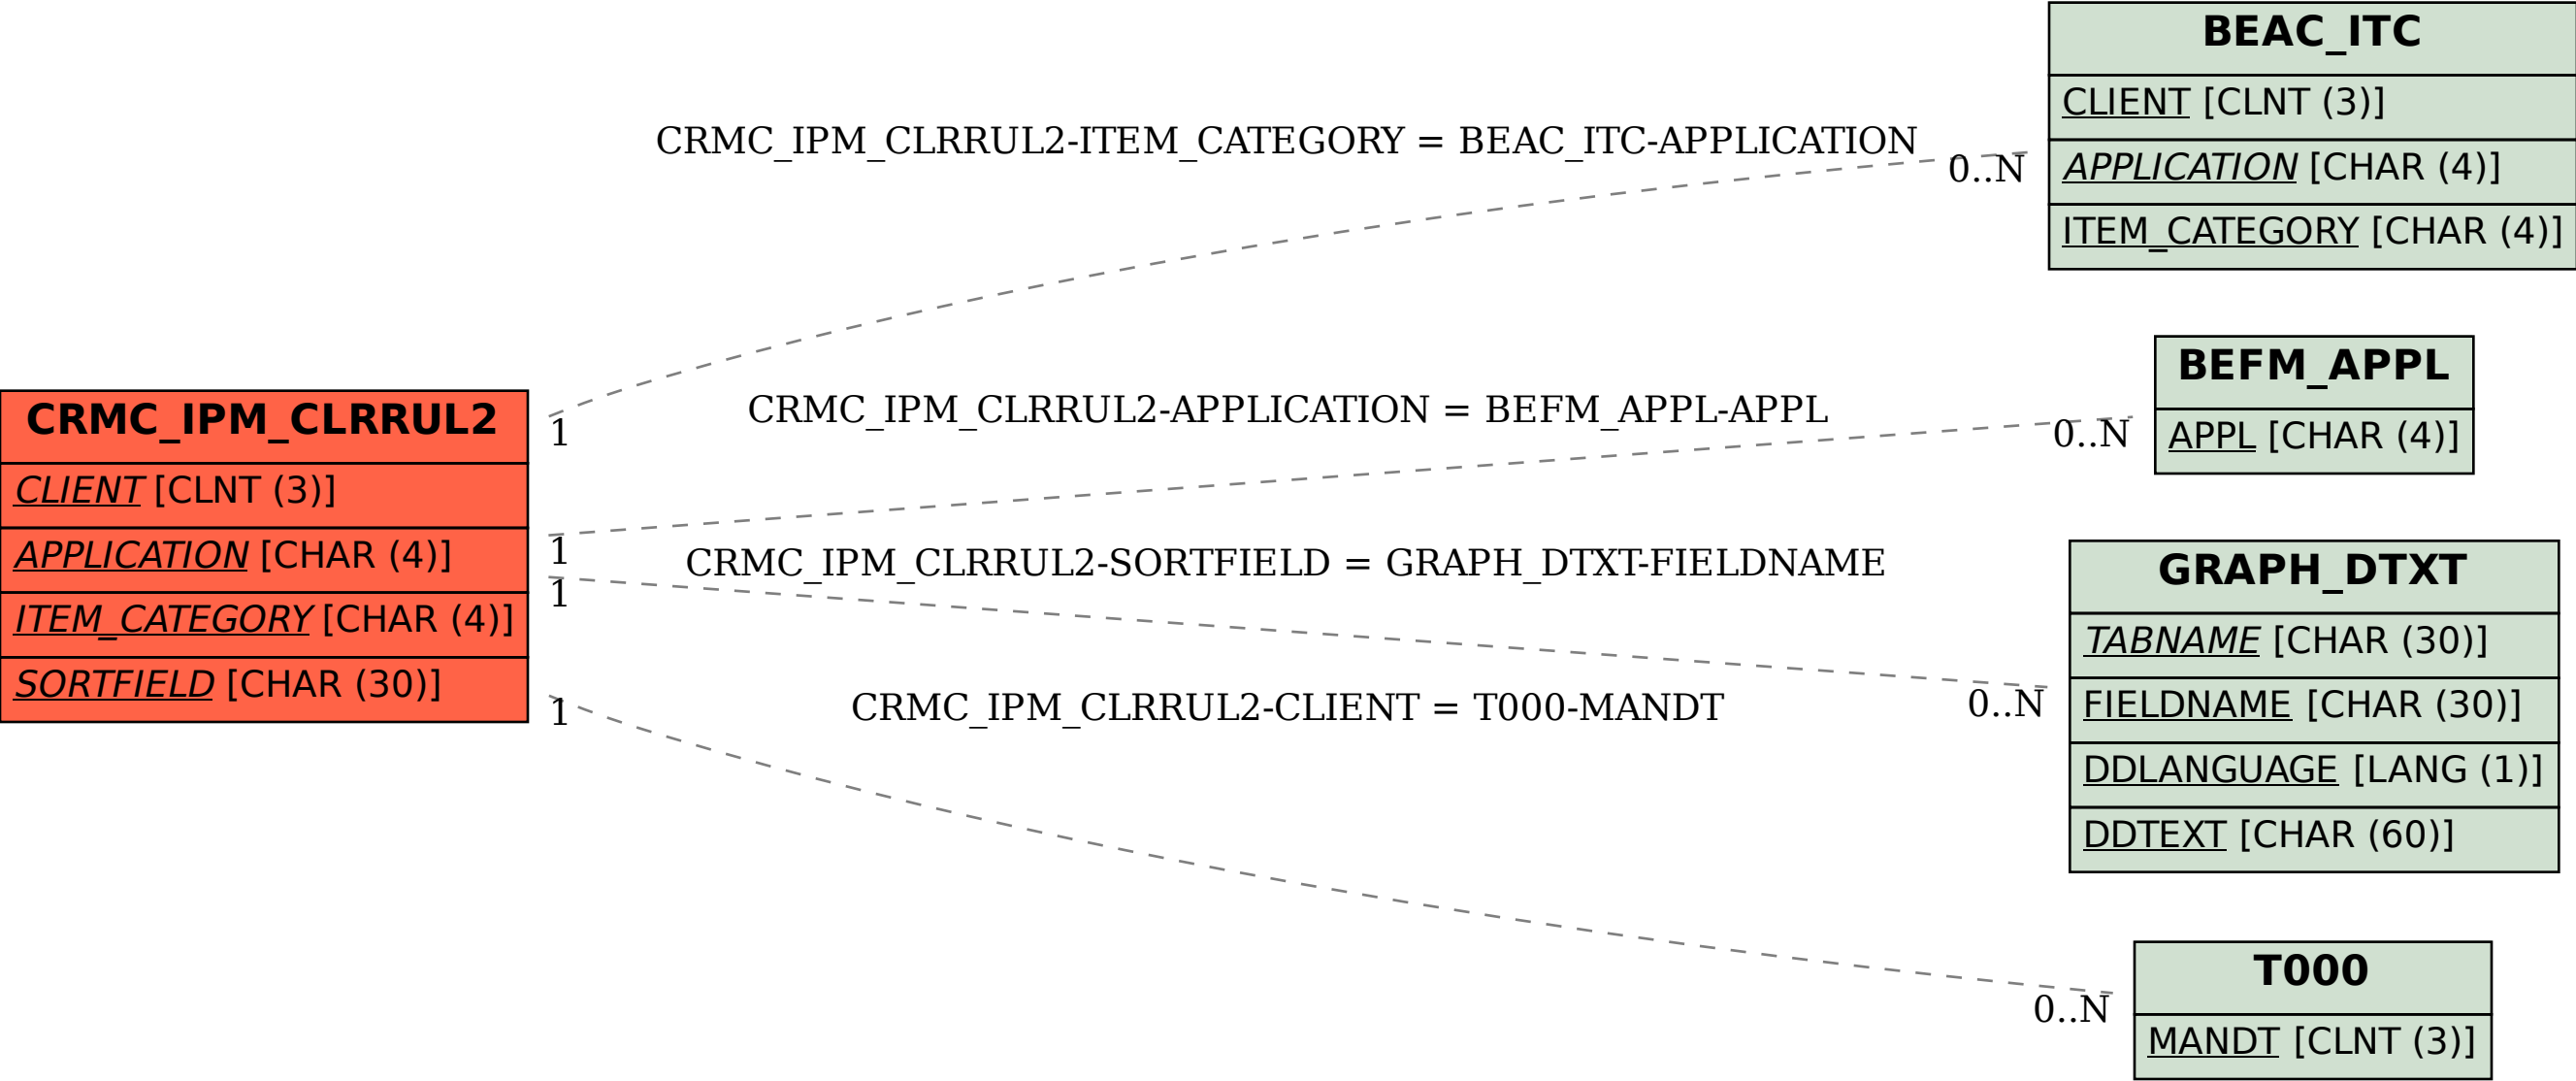 BEAC_ITC
CLIENT [CLNT (3)]
APPLICATION [CHAR (4)]
ITEM_CATEGORY [CHAR (4)]
CRMC_IPM_CLRRUL2-ITEM_CATEGORY = BEAC_ITC-APPLICATION
0..N
1
BEFM_APPL
APPL [CHAR (4)]
CRMC_IPM_CLRRUL2-APPLICATION = BEFM_APPL-APPL
0..N
1
CRMC_IPM_CLRRUL2
CLIENT [CLNT (3)]
APPLICATION [CHAR (4)]
ITEM_CATEGORY [CHAR (4)]
SORTFIELD [CHAR (30)]
CRMC_IPM_CLRRUL2-SORTFIELD = GRAPH_DTXT-FIELDNAME
1
0..N
GRAPH_DTXT
TABNAME [CHAR (30)]
FIELDNAME [CHAR (30)]
DDLANGUAGE [LANG (1)]
DDTEXT [CHAR (60)]
CRMC_IPM_CLRRUL2-CLIENT = T000-MANDT
1
0..N
T000
MANDT [CLNT (3)]